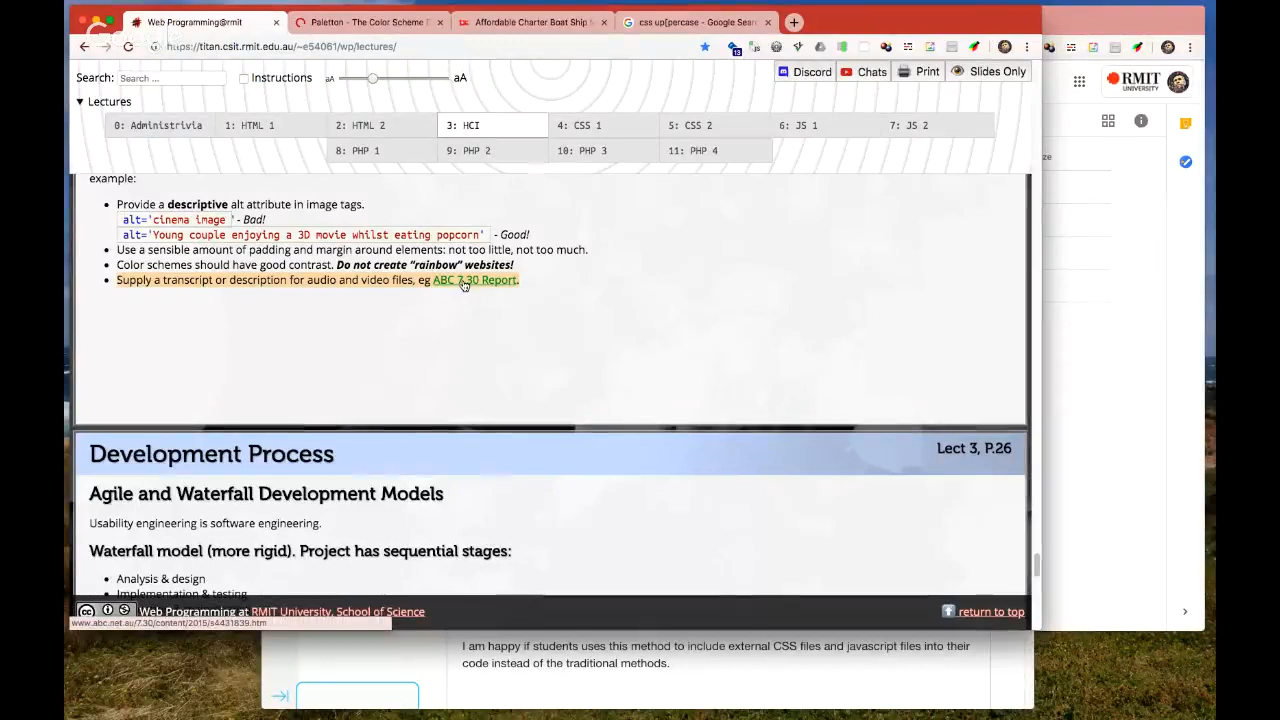 Web Programming@rmit
Paletton - The Color Scheme D
Affordable Charter Boat Ship M
css up[percase - Google Sear
https://titan.csit.rmit.edu.au/~e54061/wp/lectures/
Search: Search ... Instructions aA aA Discord Chats Print Slides Only
▼ Lectures
0: Administrivia 1: HTML 1 2: HTML 2 3: HCI 4: CSS 1 5: CSS 2 6: JS 1 7: JS 2
8: PHP 1 9: PHP 2 10: PHP 3 11: PHP 4
example:
• Provide a descriptive alt attribute in image tags.
alt='cinema image ' - Bad!
alt='Young couple enjoying a 3D movie whilst eating popcorn' - Good!
• Use a sensible amount of padding and margin around elements: not too little, not too much.
• Color schemes should have good contrast. Do not create “rainbow” websites!
• Supply a transcript or description for audio and video files, eg ABC 7.30 Report.
Development Process
Lect 3, P.26
Agile and Waterfall Development Models
Usability engineering is software engineering.
Waterfall model (more rigid). Project has sequential stages:
• Analysis & design
• Implementation & testing
Web Programming at RMIT University, School of Science
return to top
www.abc.net.au/7.30/content/2015/s4431839.htm
RMIT
UNIVERSITY
ze
I am happy if students uses this method to include external CSS files and javascript files into their
code instead of the traditional methods.